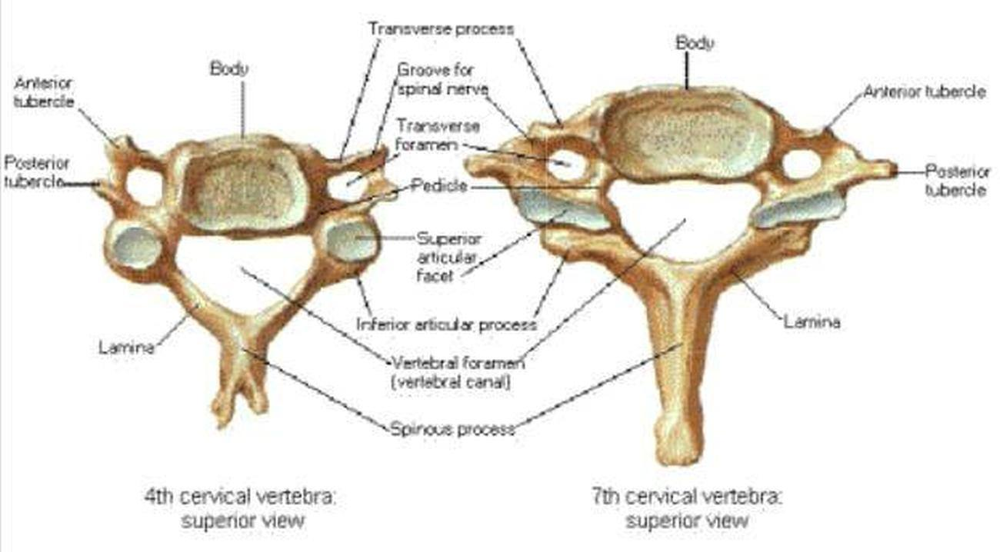 Transverse process
Body
Body
Groove for
spinal nerve
Anterior
tubercle
Anterior tubercle
Transverse
foramen
Posterior
tubercle
Posterior
tubercle
Pedicle
Superior
articular
facet
Inferior articular process
Lamina
Lamina
Vertebral foramen
(vertebral canal)
Spinous process
4th cervical vertebra:
superior view
7th cervical vertebra:
superior view